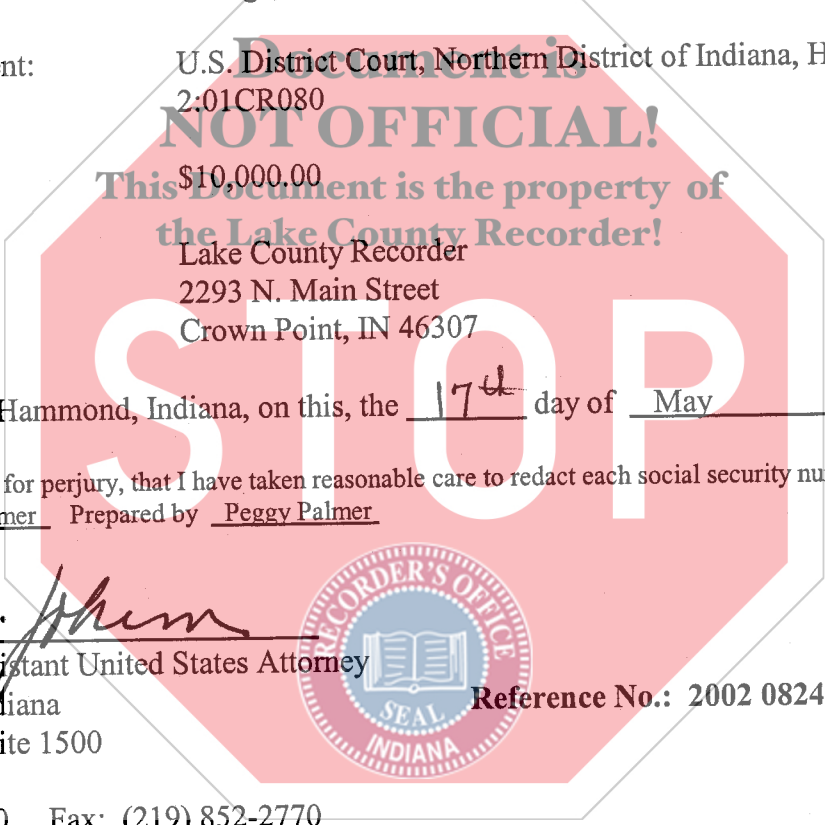 nt:
U.S. District Court, Northern District of Indiana, H
2:01CR080
$10,000.00
Lake County Recorder
2293 N. Main Street
Crown Point, IN 46307
Document is
NOT OFFICIAL!
This Document is the property of
the Lake County Recorder!
STOP
Hammond, Indiana, on this, the 17th day of May
for perjury, that I have taken reasonable care to redact each social security nu
mer Prepared by Peggy Palmer
istant United States Attorney
diana
ite 1500
Reference No.: 2002 0824
RECORDER'S OFFICE
SEAL
INDIANA
0 Fax: (219) 852-2770